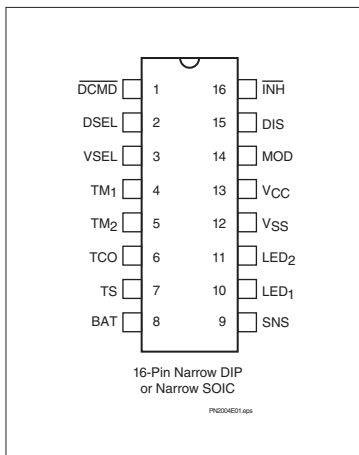 DCMD 1 16 INH
DSEL 2 15 DIS
VSEL 3 14 MOD
TM1 4 13 VCC
TM2 5 12 VSS
TCO 6 11 LED2
TS 7 10 LED1
BAT 8 9 SNS
16-Pin Narrow DIP
or Narrow SOIC
PN2004E01.eps